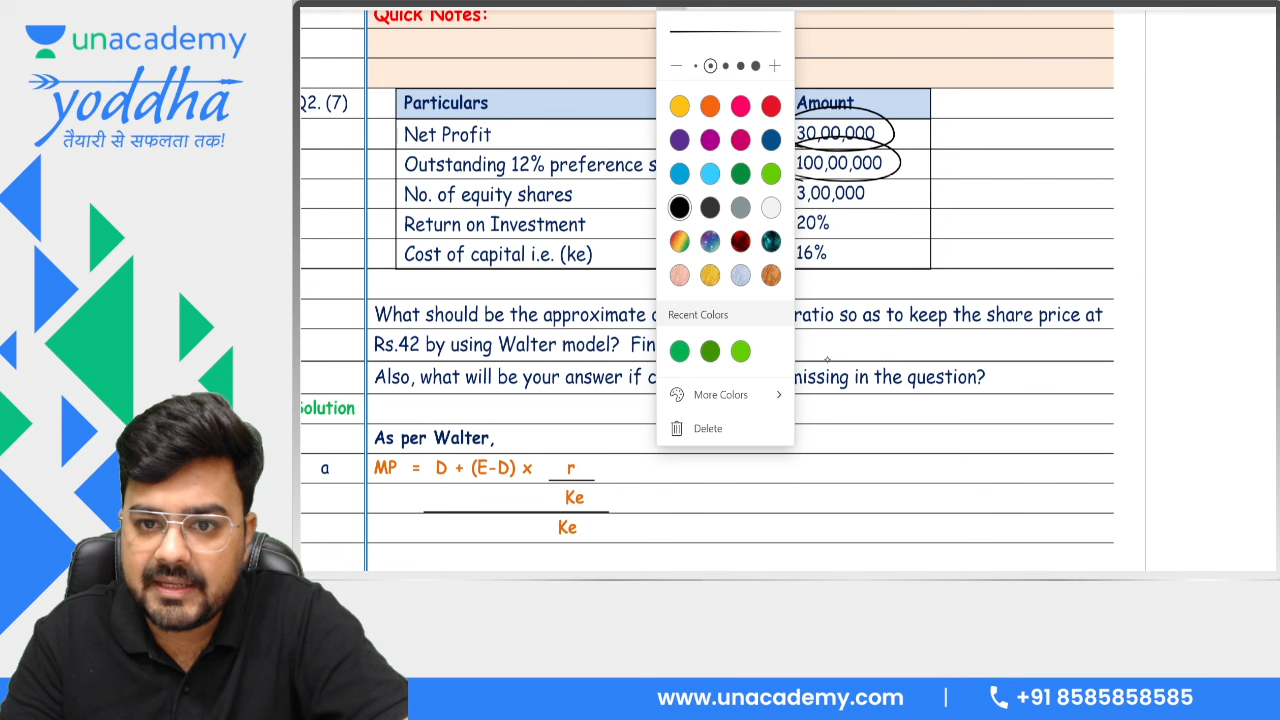 unacademy
yoddha
तैयारी से सफलता तक!
Quick Notes:
Q2. (7)
Particulars Amount
Net Profit 30,00,000
Outstanding 12% preference s 100,00,000
No. of equity shares 3,00,000
Return on Investment 20%
Cost of capital i.e. (ke) 16%
What should be the approximate ratio so as to keep the share price at
Rs.42 by using Walter model? Fin
Also, what will be your answer if c missing in the question?
Solution
As per Walter,
a MP = D + (E-D) x r
Ke
Ke
Recent Colors
More Colors
Delete
www.unacademy.com | +91 8585858585